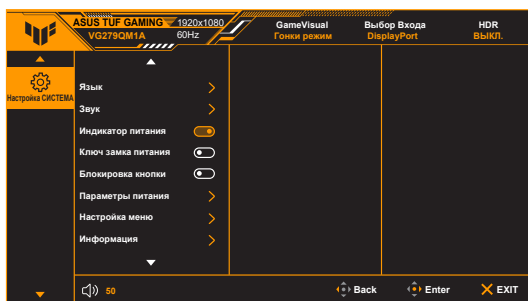 ASUS TUF GAMING 1920x1080 GameVisual Выбор Входа HDR
VG279QM1A 60Hz Гонки режим DisplayPort ВЫКЛ.
Настройка СИСТЕМА
Язык
Звук
Индикатор питания
Ключ замка питания
Блокировка кнопки
Параметры питания
Настройка меню
Информация
50 Back Enter EXIT